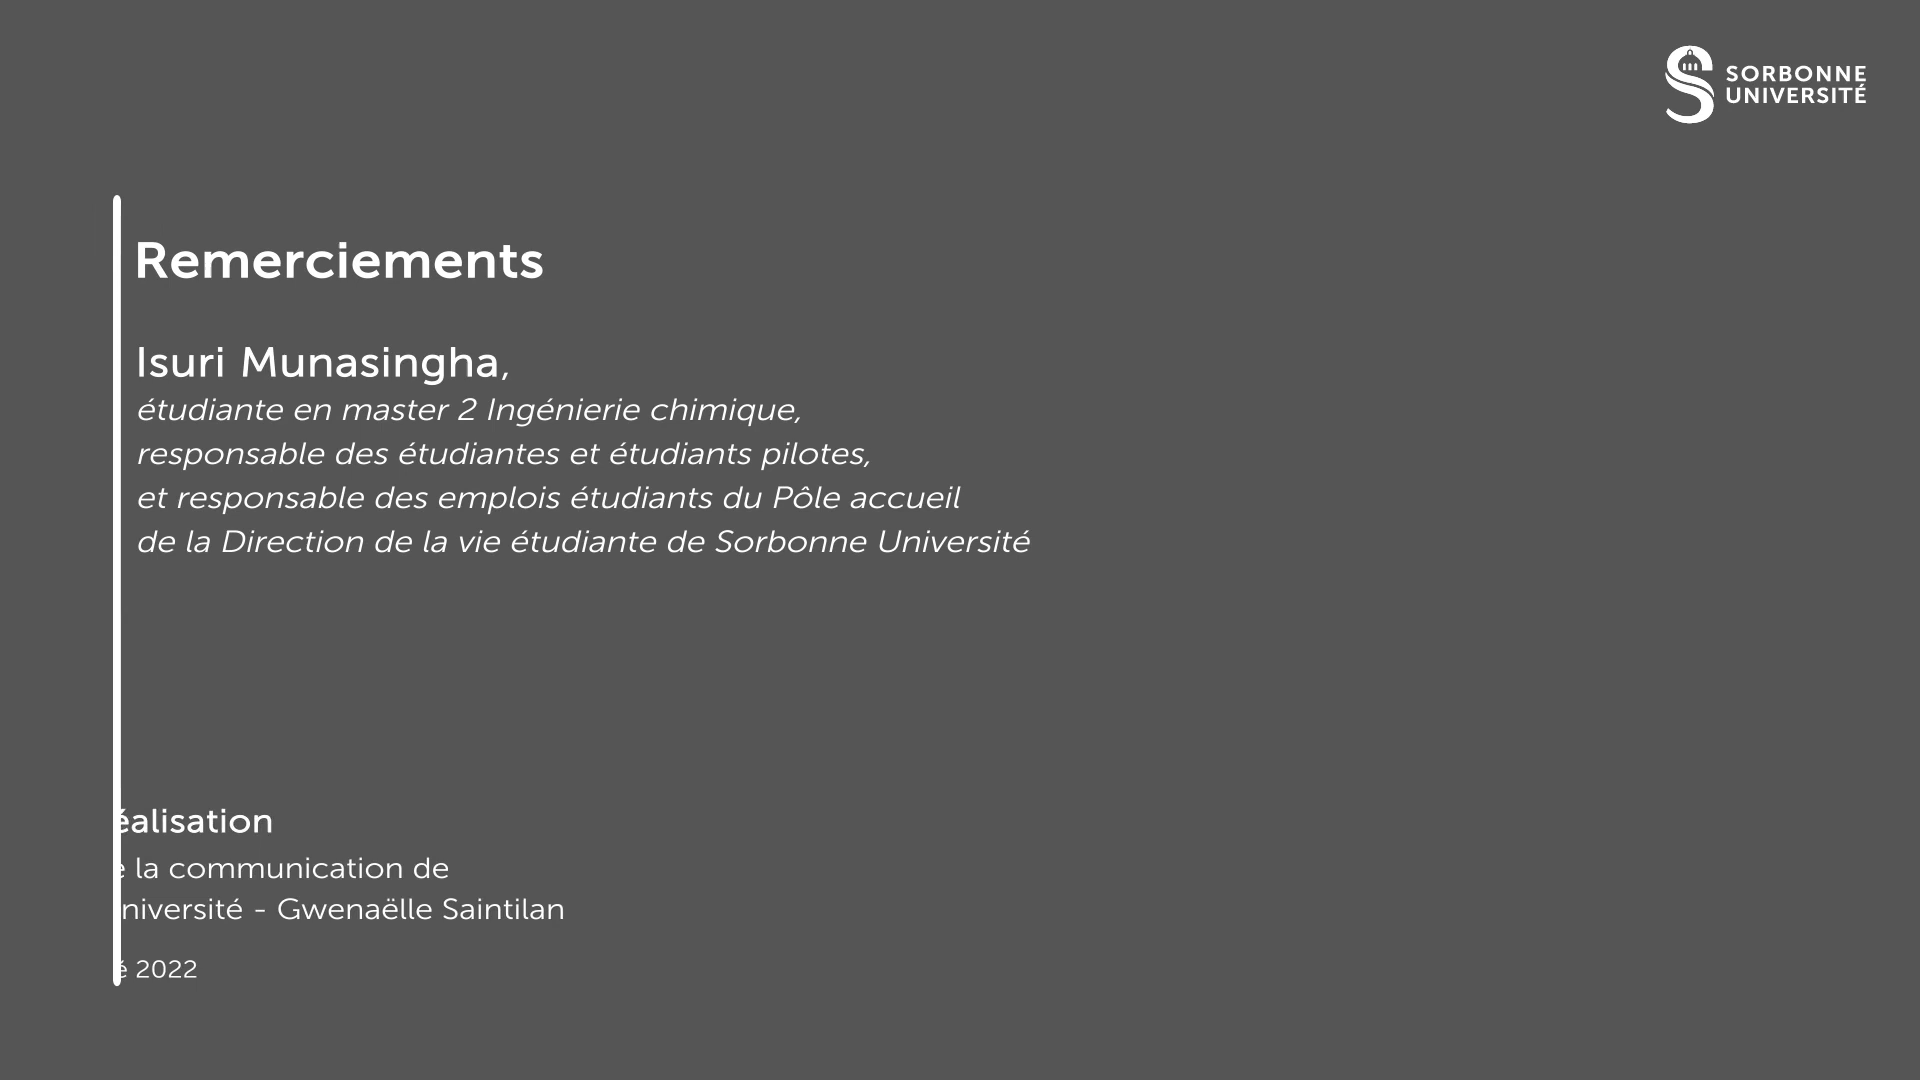 SORBONNE
UNIVERSITÉ
Remerciements
Isuri Munasingha,
étudiante en master 2 Ingénierie chimique,
responsable des étudiantes et étudiants pilotes,
et responsable des emplois étudiants du Pôle accueil
de la Direction de la vie étudiante de Sorbonne Université
éalisation
e la communication de
niversité - Gwenaëlle Saintilan
é 2022